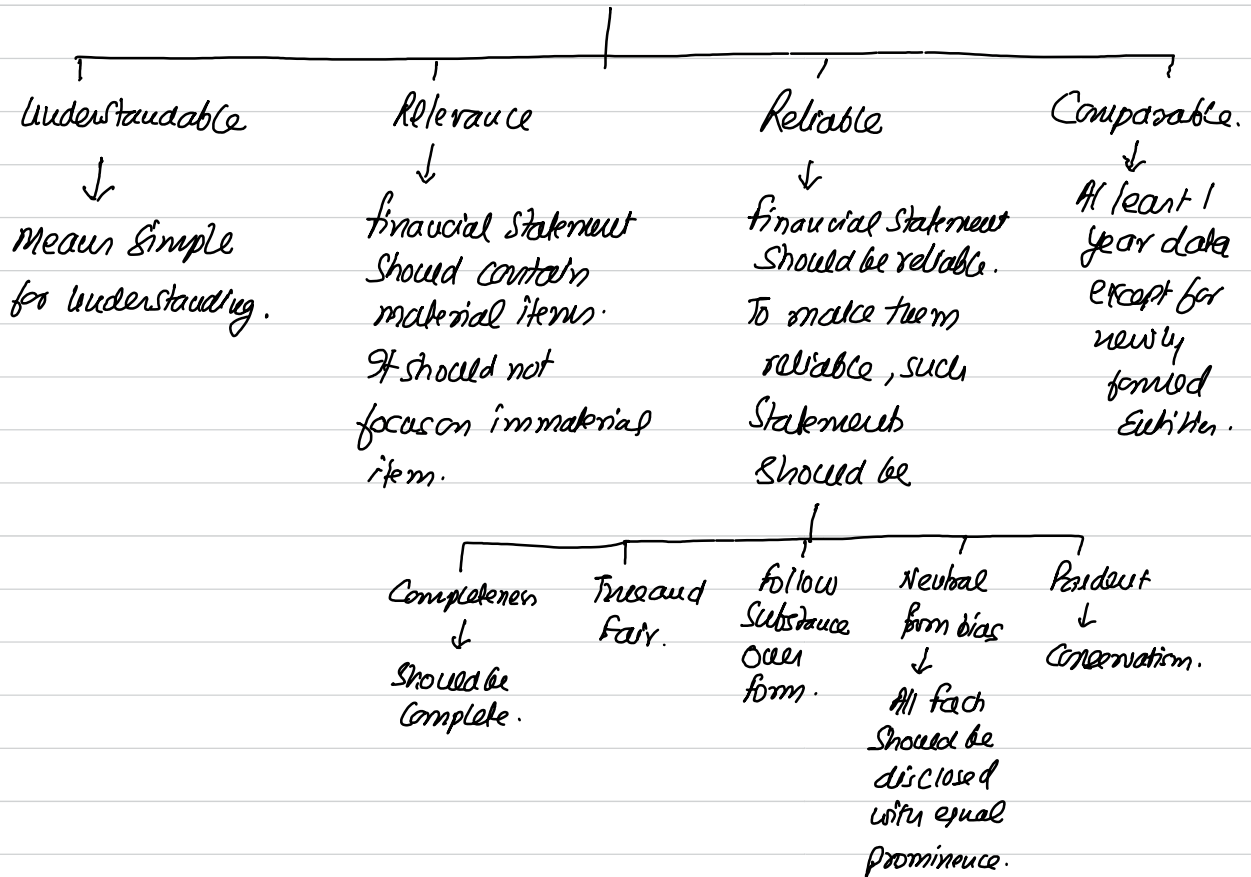 Understandable
Mean simple
for understanding.
Relevance
financial statement
should contain
material items.
It should not
focus on immaterial
item.
Reliable
financial statement
should be reliable.
To make them
reliable, such
statements
should be
Comparable.
At least 1
year data
except for
newly
formed
Entities.
Completeness
Should be
Complete.
True and
fair.
follow
substance
over
form.
Neutral
from bias
All facts
should be
disclosed
with equal
prominence.
Prudent
Conservatism.